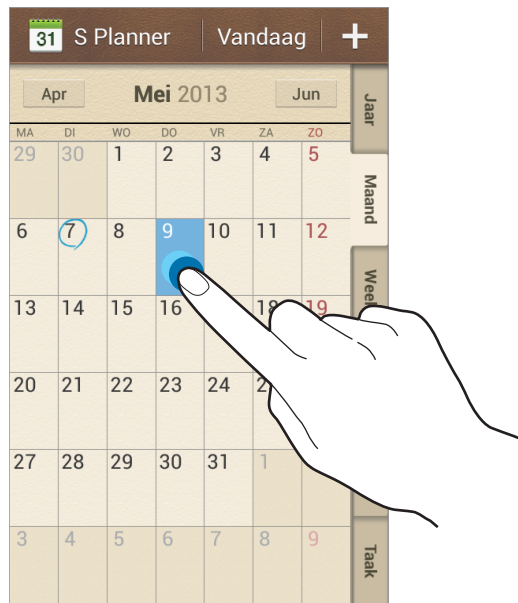 31 S Planner Vandaag +
Apr Mei 2013 Jun
MA DI WO DO VR ZA ZO
29 30 1 2 3 4 5
6 7 8 9 10 11 12
13 14 15 16 18 19
20 21 22 23 24
27 28 29 30 31 1
3 4 5 6 7 8 9
Jaar
Maand
Week
Taak